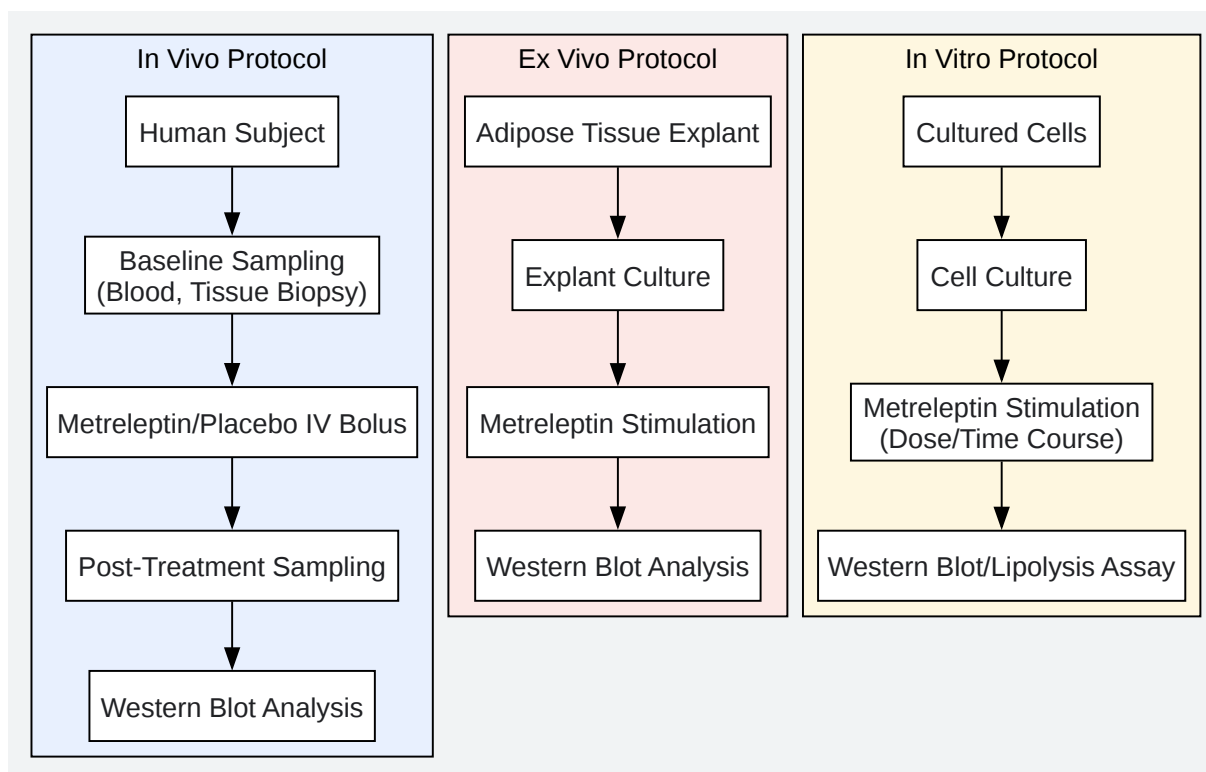 In Vivo Protocol
Human Subject
Baseline Sampling
(Blood, Tissue Biopsy)
Metreleptin/Placebo IV Bolus
Post-Treatment Sampling
Western Blot Analysis
Ex Vivo Protocol
Adipose Tissue Explant
Explant Culture
Metreleptin Stimulation
Western Blot Analysis
In Vitro Protocol
Cultured Cells
Cell Culture
Metreleptin Stimulation
(Dose/Time Course)
Western Blot/Lipolysis Assay